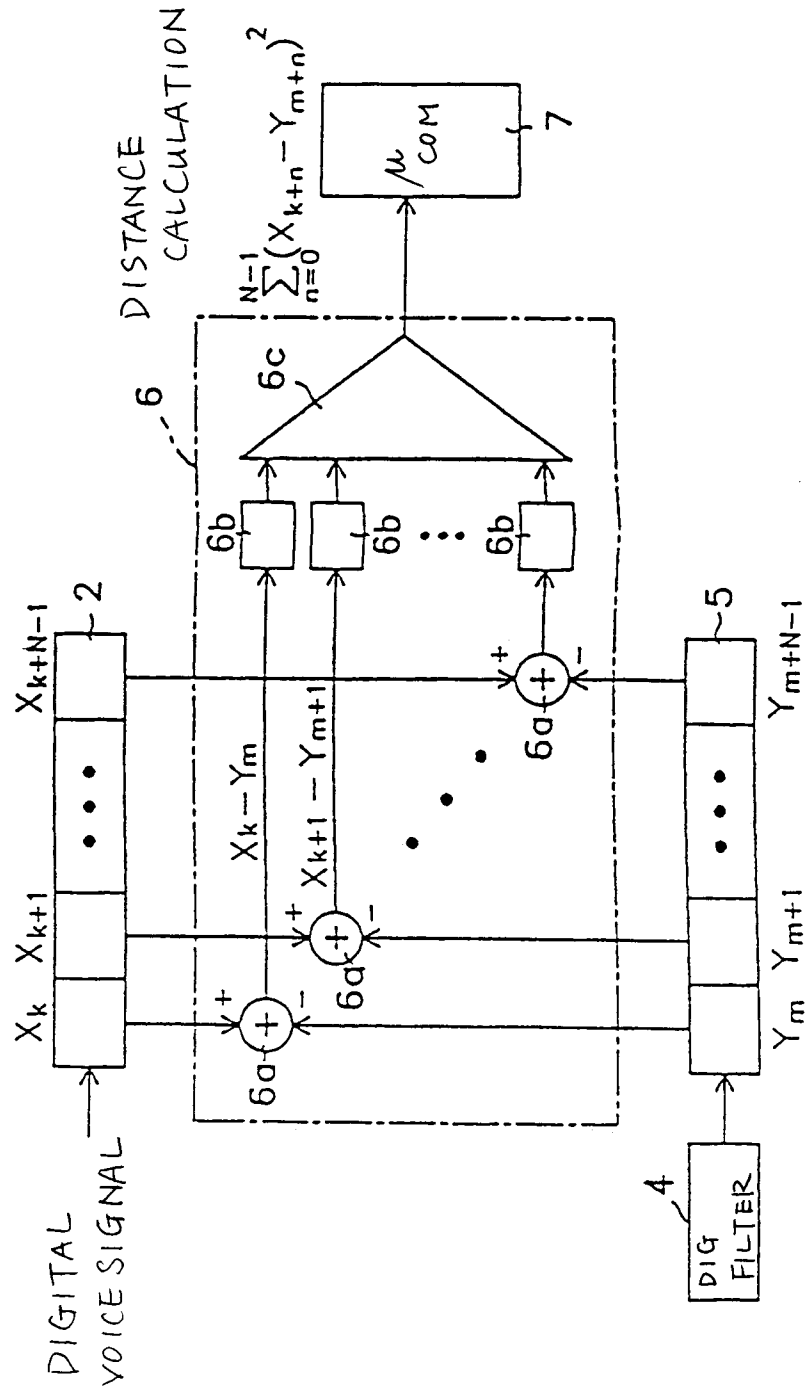 DIGITAL
VOICE SIGNAL
X_k X_{k+1} X_{k+N-1}
2
6
DISTANCE
CALCULATION
\sum_{n=0}^{N-1} (X_{k+n} - Y_{m+n})^2
+
+
-
6a
X_k - Y_m
6b
6c
+
+
-
6a
X_{k+1} - Y_{m+1}
6b
+
+
-
6a
6b
μCOM
7
4
DIG
FILTER
5
Y_m Y_{m+1} Y_{m+N-1}